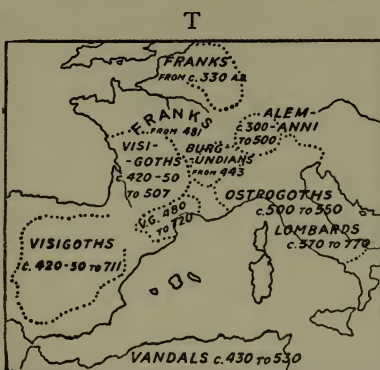 T
FRANKS
FROM c. 330 A.D.
FRANKS
FROM 481
ALEM-
ANNI
c. 300-
TO 500
VISI-
GOTHS
c. 420-50
TO 507
BURG-
UNDIANS
FROM 443
OSTROGOTHS
c. 500 TO 550
V.G. 480
TO 720
LOMBARDS
c. 570 TO 770
VISIGOTHS
c. 420-50 TO 711
VANDALS c. 430 TO 530